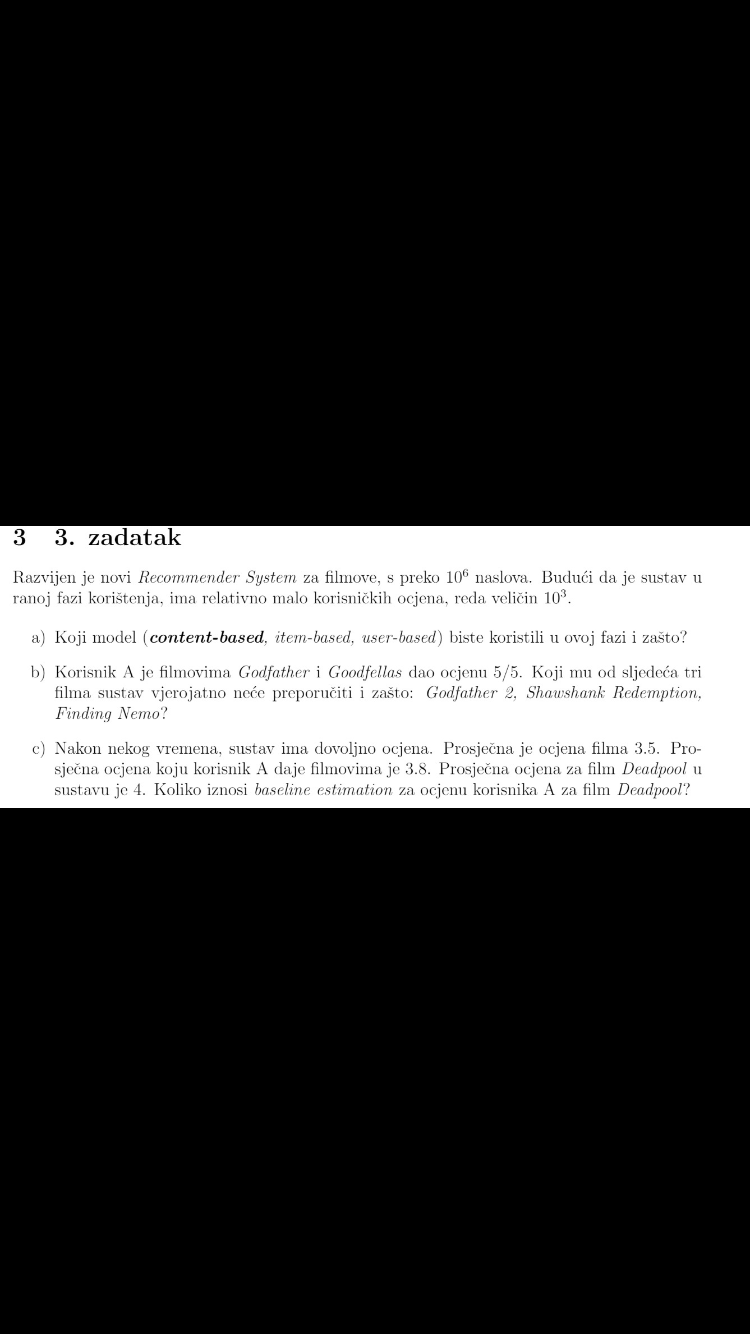 3 3. zadatak
Razvijen je novi Recommender System za filmove, s preko 10⁶ naslova. Budući da je sustav u
ranoj fazi korištenja, ima relativno malo korisničkih ocjena, reda veličin 10³.
a) Koji model (content-based, item-based, user-based) biste koristili u ovoj fazi i zašto?
b) Korisnik A je filmovima Godfather i Goodfellas dao ocjenu 5/5. Koji mu od sljedeća tri
filma sustav vjerojatno neće preporučiti i zašto: Godfather 2, Shawshank Redemption,
Finding Nemo?
c) Nakon nekog vremena, sustav ima dovoljno ocjena. Prosječna je ocjena filma 3.5. Pro-
sječna ocjena koju korisnik A daje filmovima je 3.8. Prosječna ocjena za film Deadpool u
sustavu je 4. Koliko iznosi baseline estimation za ocjenu korisnika A za film Deadpool?